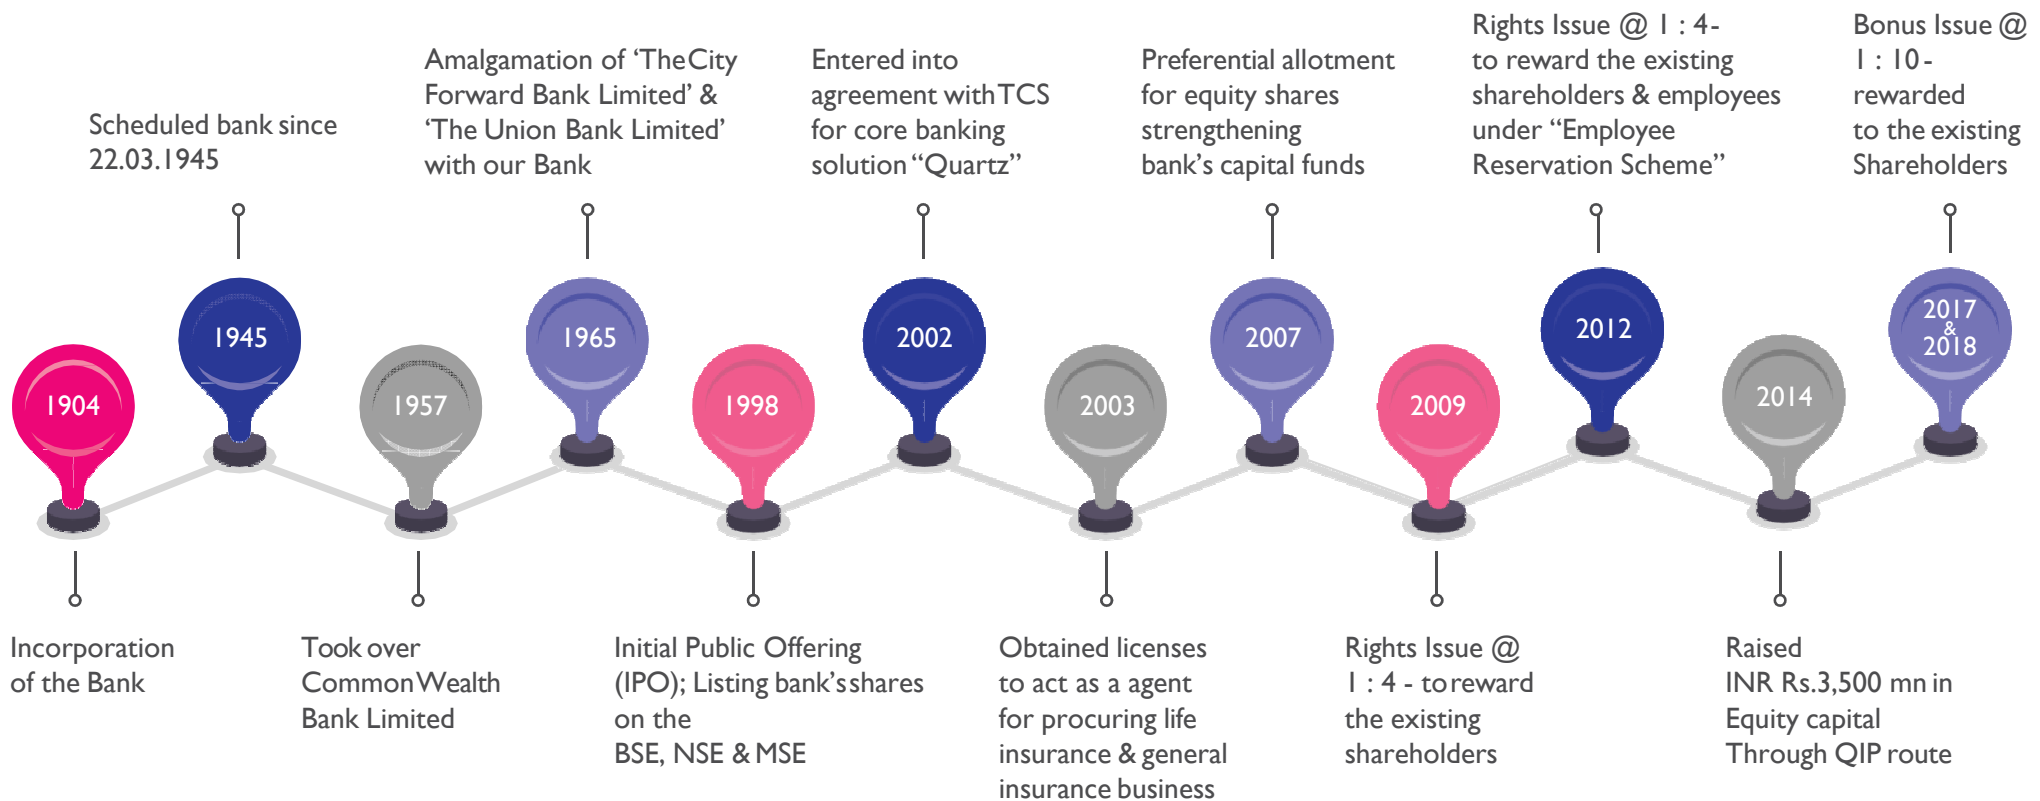 Scheduled bank since
22.03.1945
Amalgamation of ‘The City
Forward Bank Limited’ &
‘The Union Bank Limited’
with our Bank
Entered into
agreement with TCS
for core banking
solution “Quartz”
Preferential allotment
for equity shares
strengthening
bank’s capital funds
Rights Issue @ 1 : 4-
to reward the existing
shareholders & employees
under “Employee
Reservation Scheme”
Bonus Issue @
1 : 10 -
rewarded
to the existing
Shareholders
1904
1945
1957
1965
1998
2002
2003
2007
2009
2012
2014
2017
&
2018
Incorporation
of the Bank
Took over
Common Wealth
Bank Limited
Initial Public Offering
(IPO); Listing bank’s shares
on the
BSE, NSE & MSE
Obtained licenses
to act as a agent
for procuring life
insurance & general
insurance business
Rights Issue @
1 : 4 - to reward
the existing
shareholders
Raised
INR Rs.3,500 mn in
Equity capital
Through QIP route